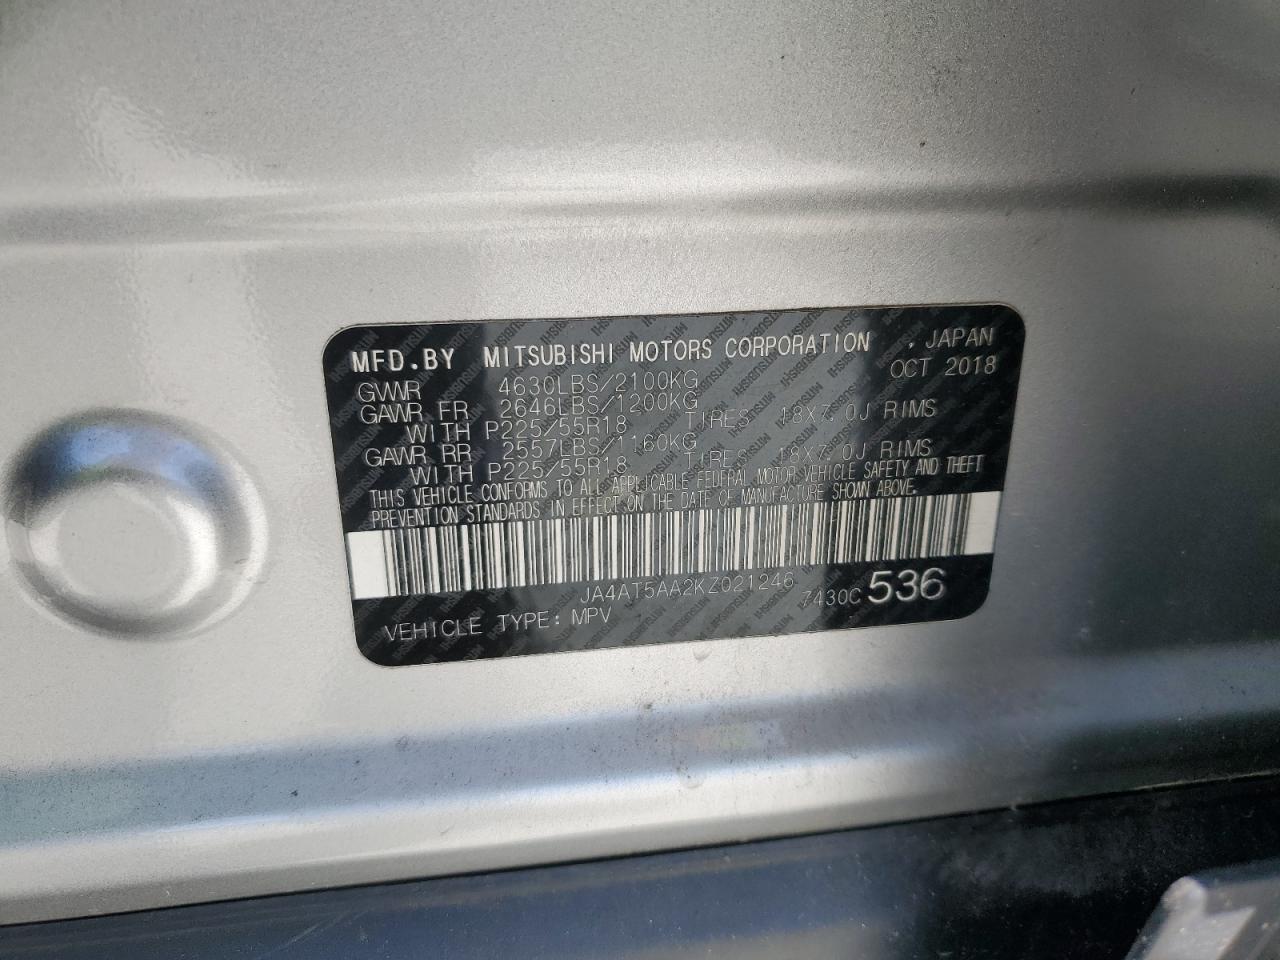 MFD.BY MITSUBISHI MOTORS CORPORATION , JAPAN
GVWR 4630LBS/2100KG OCT 2018
GAWR FR 2646LBS/1200KG
WITH P225/55R18 TIRES 18X7.0J RIMS
GAWR RR 2557LBS/1160KG
WITH P225/55R18 TIRES 18X7.0J RIMS
THIS VEHICLE CONFORMS TO ALL APPLICABLE FEDERAL MOTOR VEHICLE SAFETY AND THEFT
PREVENTION STANDARDS IN EFFECT ON THE DATE OF MANUFACTURE SHOWN ABOVE.
JA4AT5AA2KZ021246 7430C 536
VEHICLE TYPE: MPV